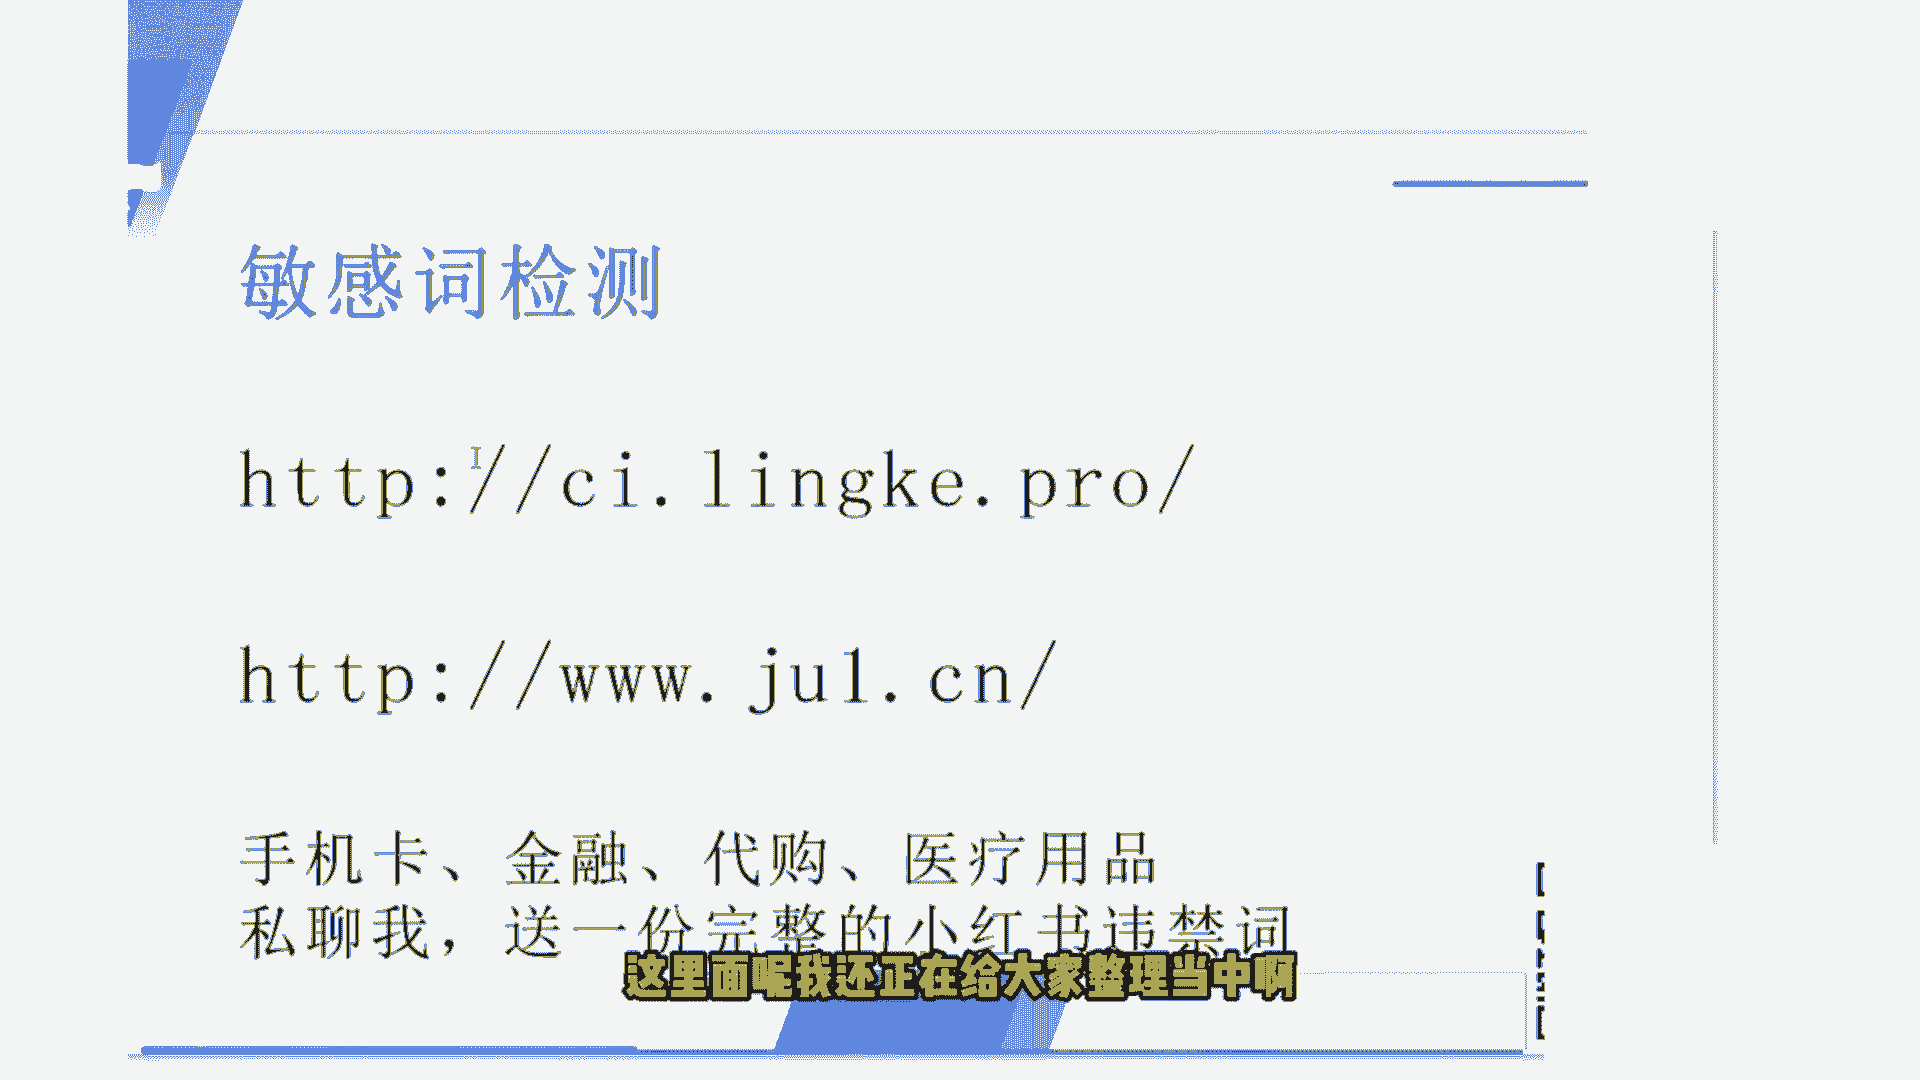 敏感词检测
http://ci.lingke.pro/
http://www.ju1.cn/
手机卡、金融、代购、医疗用品
私聊我，送一份完整的小红书违禁词
这里面呢我还正在给大家整理当中啊